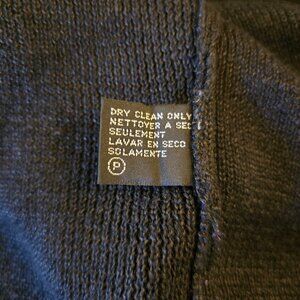 DRY CLEAN ONLY
NETTOYER A SEC
SEULEMENT
LAVAR EN SECO
SOLAMENTE
P